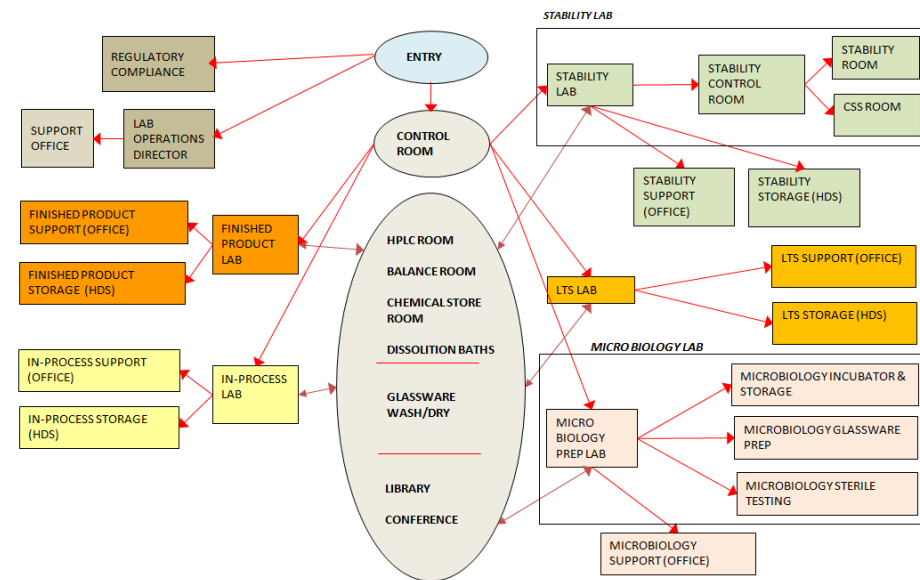 STABILITY LAB
ENTRY
REGULATORY
COMPLIANCE
STABILITY
LAB
STABILITY
CONTROL
ROOM
STABILITY
ROOM
CSS ROOM
SUPPORT
OFFICE
LAB
OPERATIONS
DIRECTOR
CONTROL
ROOM
STABILITY
SUPPORT
(OFFICE)
STABILITY
STORAGE (HDS)
FINISHED PRODUCT
SUPPORT (OFFICE)
FINISHED PRODUCT
STORAGE (HDS)
FINISHED
PRODUCT
LAB
HPLC ROOM
BALANCE ROOM
CHEMICAL STORE
ROOM
DISSOLITION BATHS
GLASSWARE
WASH/DRY
LIBRARY
CONFERENCE
LTS LAB
LTS SUPPORT (OFFICE)
LTS STORAGE (HDS)
IN-PROCESS SUPPORT
(OFFICE)
IN-PROCESS STORAGE
(HDS)
IN-PROCESS
LAB
MICRO BIOLOGY LAB
MICRO
BIOLOGY
PREP LAB
MICROBIOLOGY INCUBATOR &
STORAGE
MICROBIOLOGY GLASSWARE
PREP
MICROBIOLOGY STERILE
TESTING
MICROBIOLOGY
SUPPORT (OFFICE)